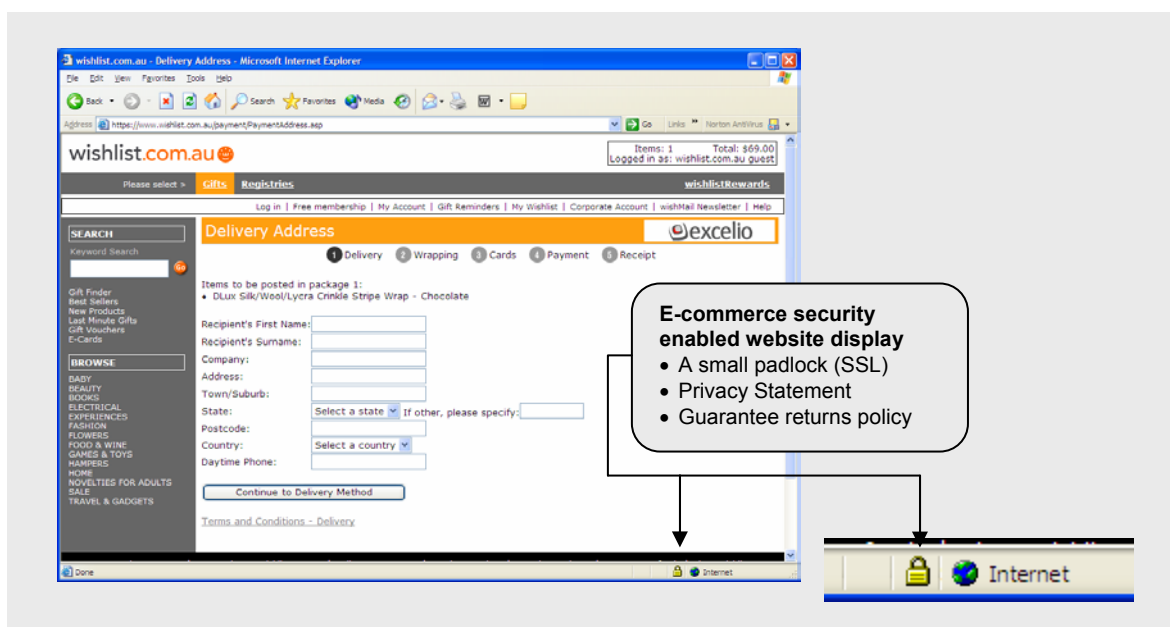 wishlist.com.au - Delivery Address - Microsoft Internet Explorer
File Edit View Favorites Tools Help
Back Search Favorites Media
Address https://www.wishlist.com.au/payment/PaymentAddress.asp Go Links » Norton AntiVirus
wishlist.com.au
Items: 1 Total: $69.00
Logged in as: wishlist.com.au guest
Please select > Gifts Registries wishlistRewards
Log in | Free membership | My Account | Gift Reminders | My Wishlist | Corporate Account | wishMail Newsletter | Help
SEARCH
Keyword Search
Go
Gift Finder
Best Sellers
New Products
Last Minute Gifts
Gift Vouchers
E-Cards
BROWSE
BABY
BEAUTY
BOOKS
ELECTRICAL
EXPERIENCES
FASHION
FLOWERS
FOOD & WINE
GAMES & TOYS
HAMPERS
HOME
NOVELTIES FOR ADULTS
SALE
TRAVEL & GADGETS
Delivery Address
excelio
1 Delivery 2 Wrapping 3 Cards 4 Payment 5 Receipt
Items to be posted in package 1:
• DLux Silk/Wool/Lycra Crinkle Stripe Wrap - Chocolate
Recipient's First Name:
Recipient's Surname:
Company:
Address:
Town/Suburb:
State: Select a state If other, please specify:
Postcode:
Country: Select a country
Daytime Phone:
Continue to Delivery Method
Terms and Conditions - Delivery
Done Internet
E-commerce security
enabled website display
• A small padlock (SSL)
• Privacy Statement
• Guarantee returns policy
Internet